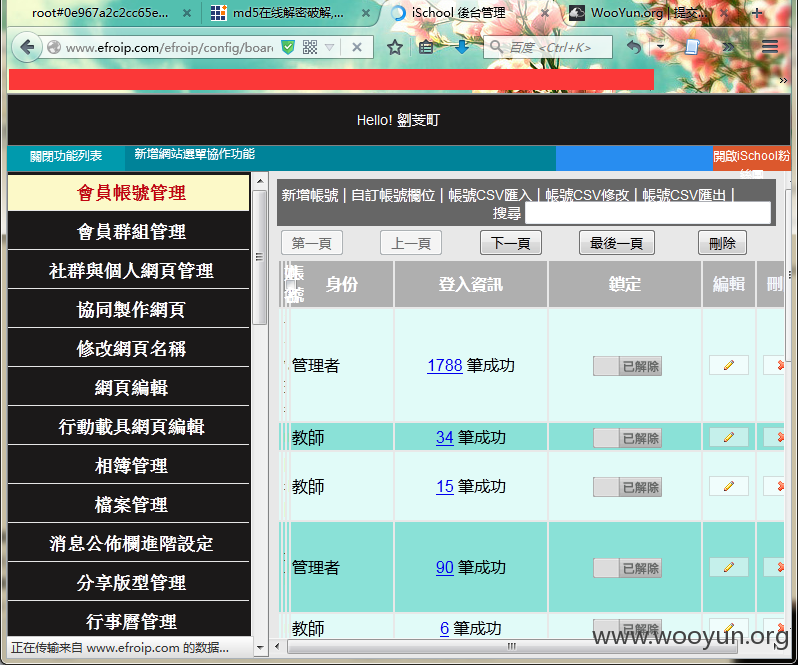 root#0e967a2c2cc65e...
md5在线解密破解,...
iSchool 後台管理
WooYun.org | 提交...
www.efroip.com/efroip/config/boar
百度 <Ctrl+K>
Hello! 劉芰町
關閉功能列表
新增網站選單協作功能
開啟iSchool粉
會員帳號管理
會員群組管理
社群與個人網頁管理
協同製作網頁
修改網頁名稱
網頁編輯
行動載具網頁編輯
相簿管理
檔案管理
消息公佈欄進階設定
分享版型管理
行事曆管理
正在传输来自 www.efroip.com 的数据...
新增帳號 | 自訂帳號欄位 | 帳號CSV匯入 | 帳號CSV修改 | 帳號CSV匯出 |
搜尋
第一頁 上一頁 下一頁 最後一頁 刪除
身份 登入資訊 鎖定 編輯 刪
管理者 1788 筆成功 已解除
教師 34 筆成功 已解除
教師 15 筆成功 已解除
管理者 90 筆成功 已解除
教師 6 筆成功 已解除
www.wooyun.org